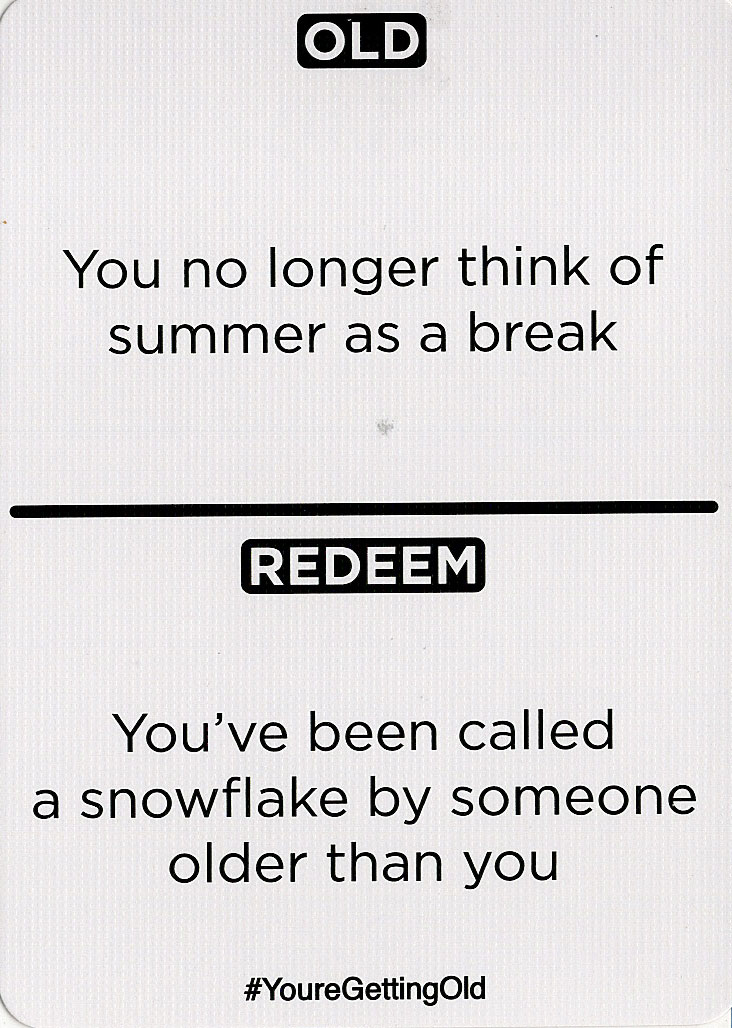 OLD
You no longer think of
summer as a break
REDEEM
You've been called
a snowflake by someone
older than you
#YoureGettingOld